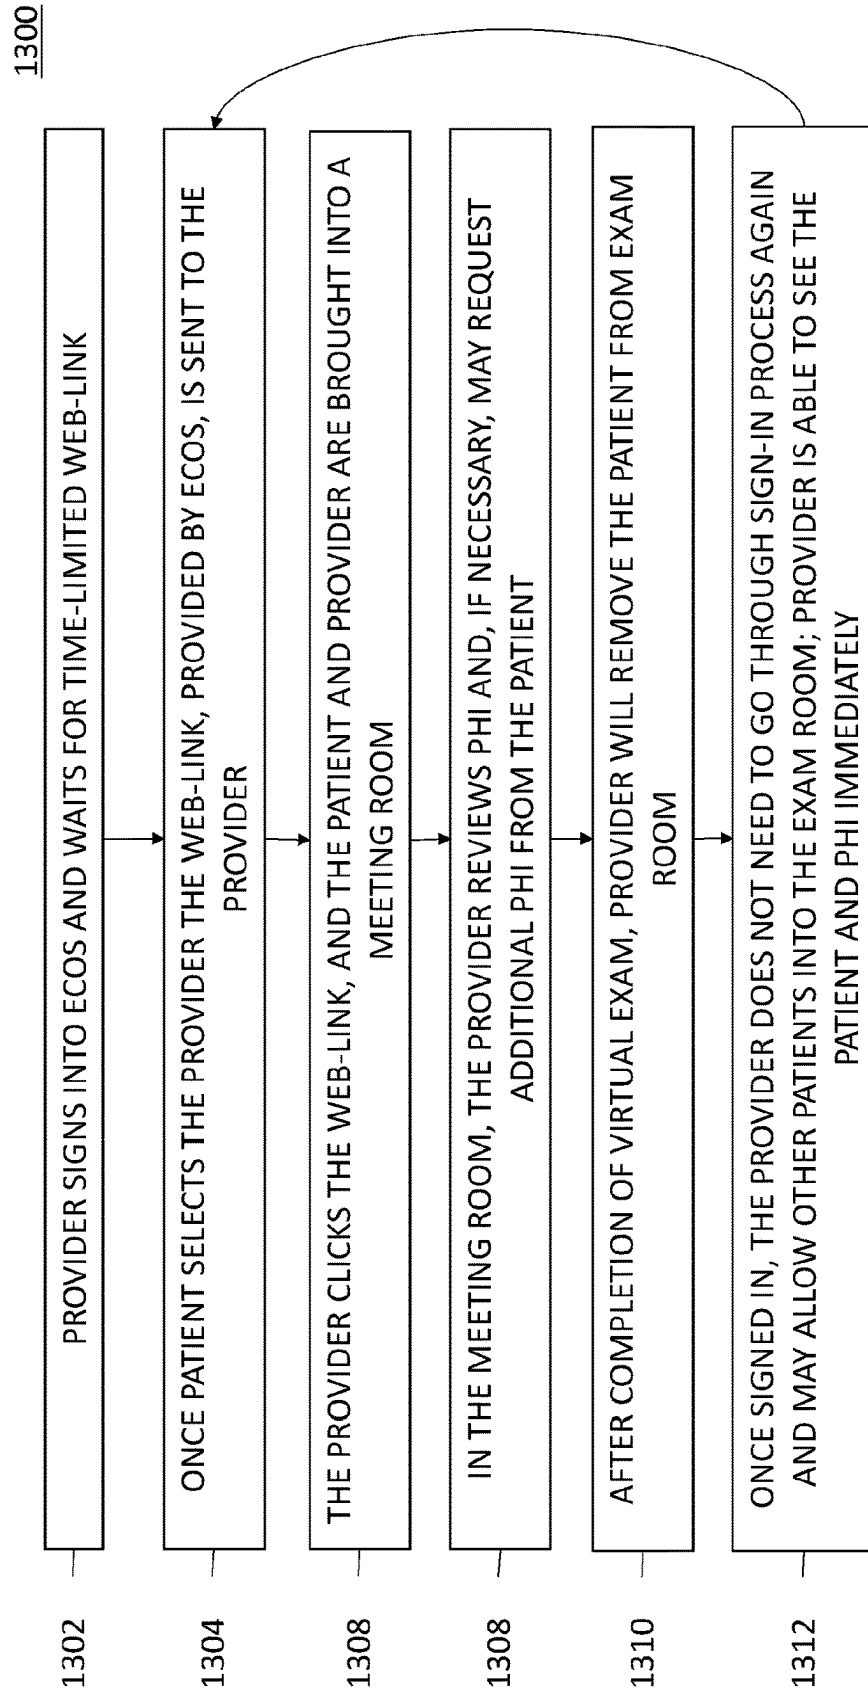 1300
1302
PROVIDER SIGNS INTO ECOS AND WAITS FOR TIME-LIMITED WEB-LINK
1304
ONCE PATIENT SELECTS THE PROVIDER THE WEB-LINK, PROVIDED BY ECOS, IS SENT TO THE
PROVIDER
1308
THE PROVIDER CLICKS THE WEB-LINK, AND THE PATIENT AND PROVIDER ARE BROUGHT INTO A
MEETING ROOM
1308
IN THE MEETING ROOM, THE PROVIDER REVIEWS PHI AND, IF NECESSARY, MAY REQUEST
ADDITIONAL PHI FROM THE PATIENT
1310
AFTER COMPLETION OF VIRTUAL EXAM, PROVIDER WILL REMOVE THE PATIENT FROM EXAM
ROOM
1312
ONCE SIGNED IN, THE PROVIDER DOES NOT NEED TO GO THROUGH SIGN-IN PROCESS AGAIN
AND MAY ALLOW OTHER PATIENTS INTO THE EXAM ROOM; PROVIDER IS ABLE TO SEE THE
PATIENT AND PHI IMMEDIATELY